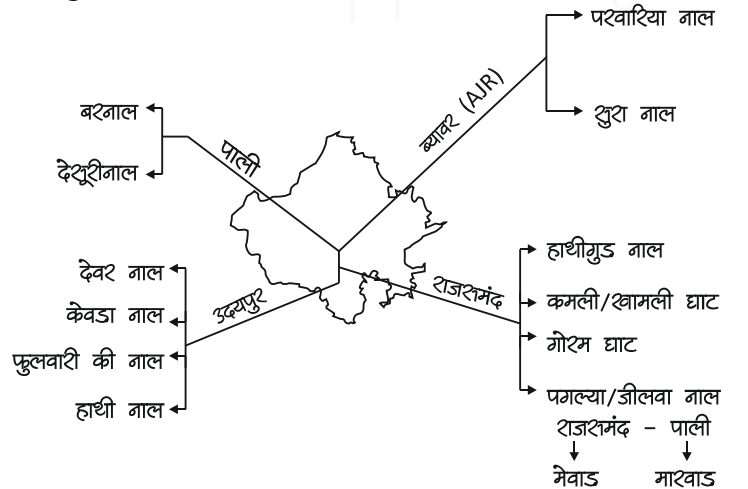 परवारिया नाल
ब्यावर (AJR)
सुरा नाल
बरनाल
पाली
देसूरीनाल
देवर नाल
केवडा नाल
फुलवारी की नाल
हाथी नाल
उदयपुर
राजसमंद
हाथीगुड नाल
कमली/खामली घाट
गोरम घाट
पगल्या/जीलवा नाल
राजसमंद - पाली
मेवाड मारवाड